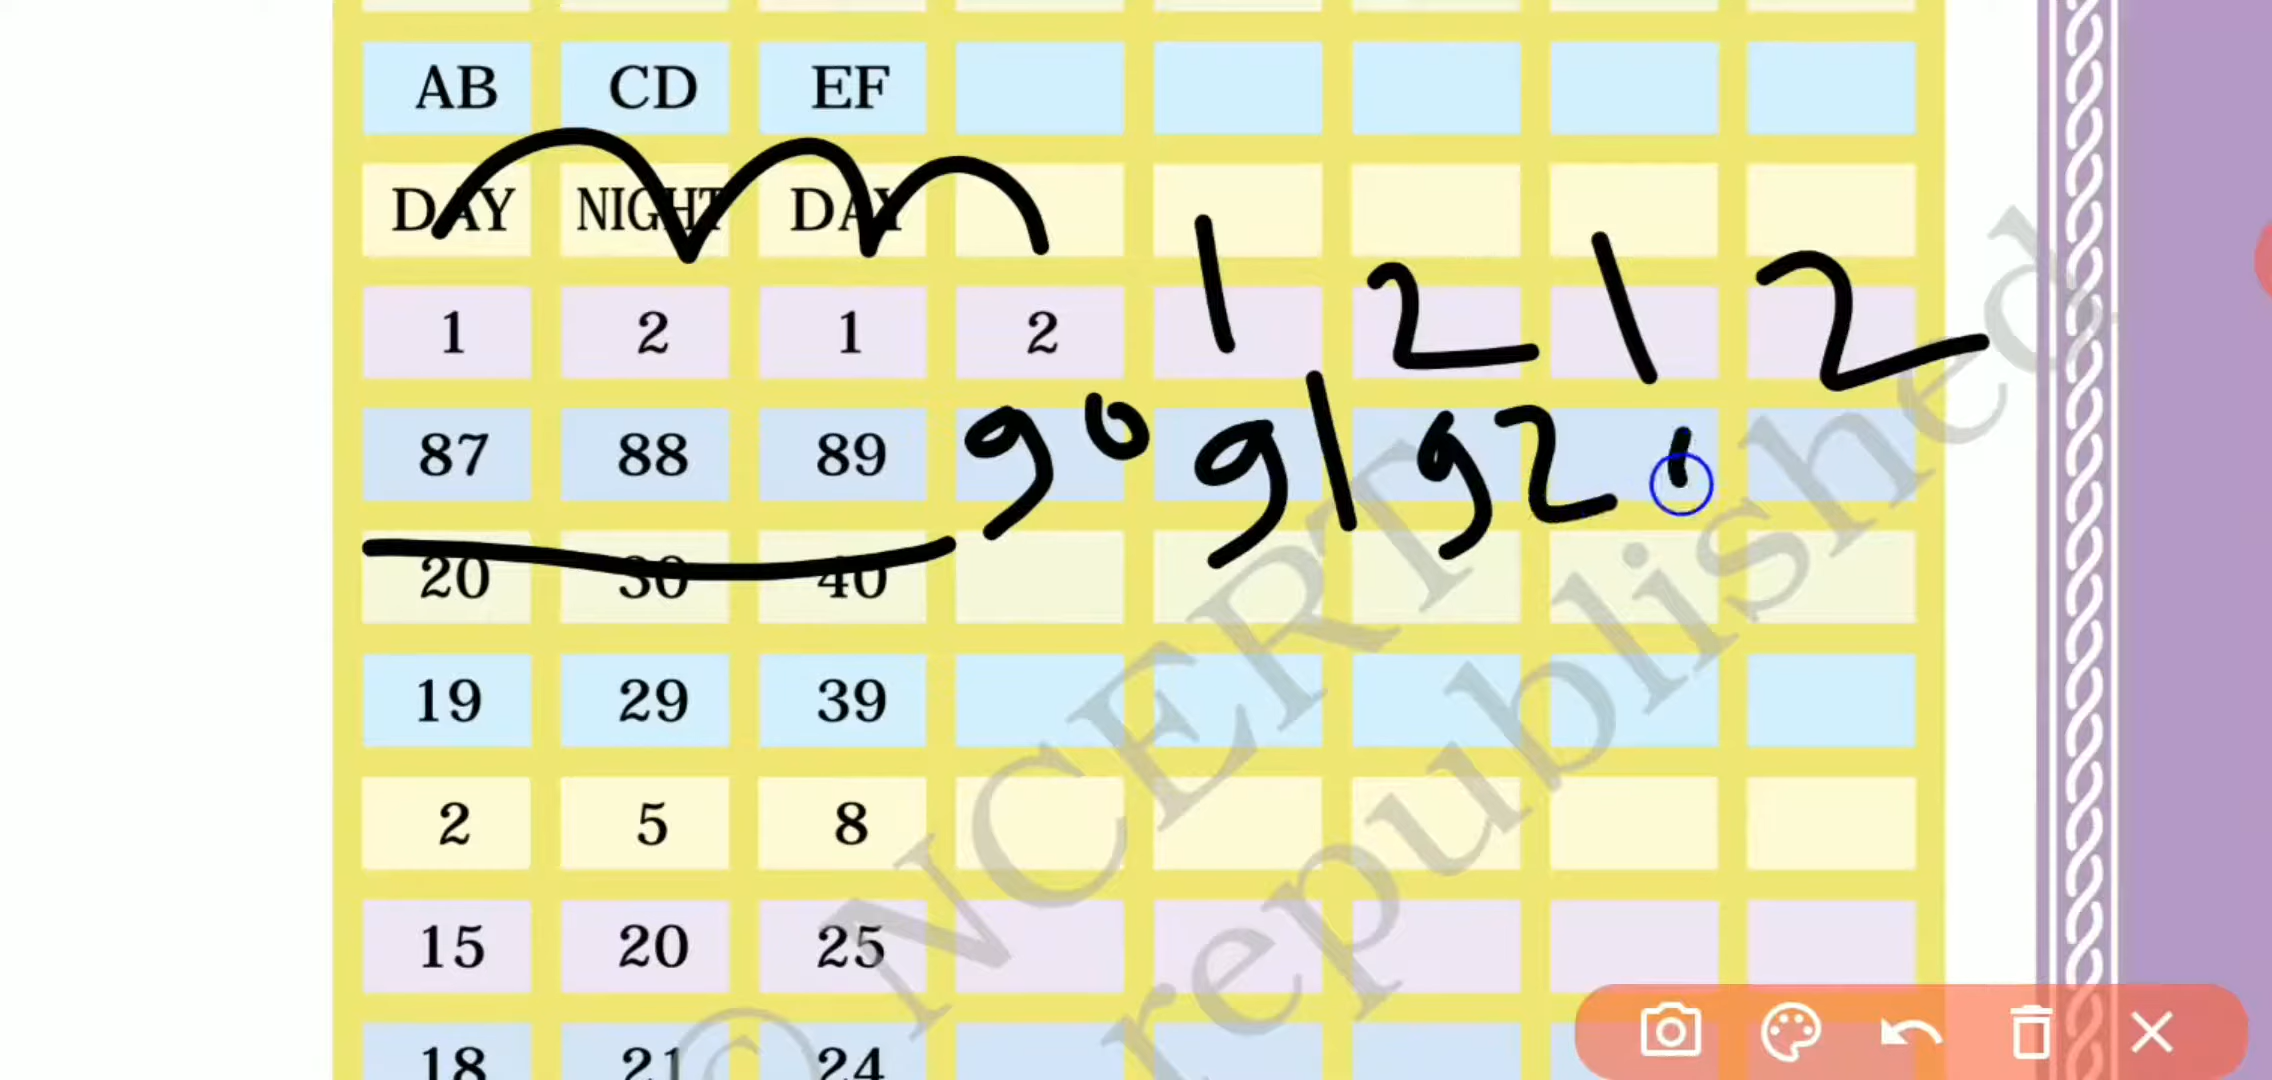 AB CD EF
DAY NIGHT DAY
1 2 1 2 1 2 1 2
87 88 89 90 91 92
20 30 40
19 29 39
2 5 8
15 20 25
18 21 24
© NCERT
republished